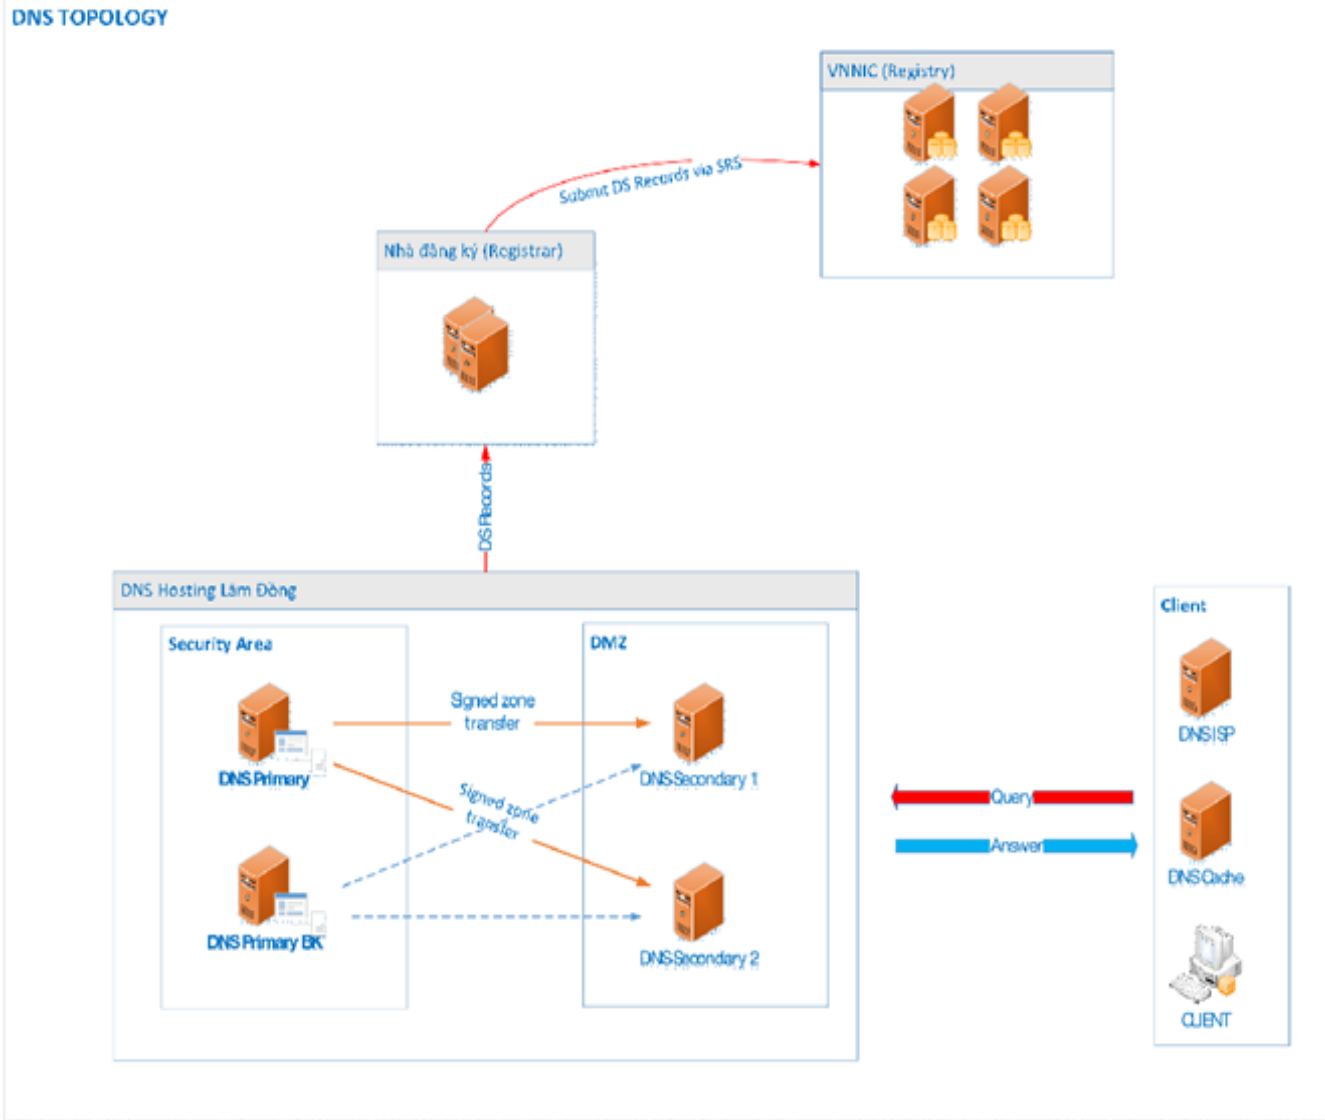 DNS TOPOLOGY
VNNIC (Registry)
Submit DS Records via SRS
Nhà đăng ký (Registrar)
DS Records
DNS Hosting Lâm Đồng
Security Area
DMZ
Client
Signed zone
transfer
DNS Primary
DNS Secondary 1
DNS ISP
Signed zone
transfer
Query
Answer
DNS Cache
DNS Primary BK
DNS Secondary 2
CLIENT